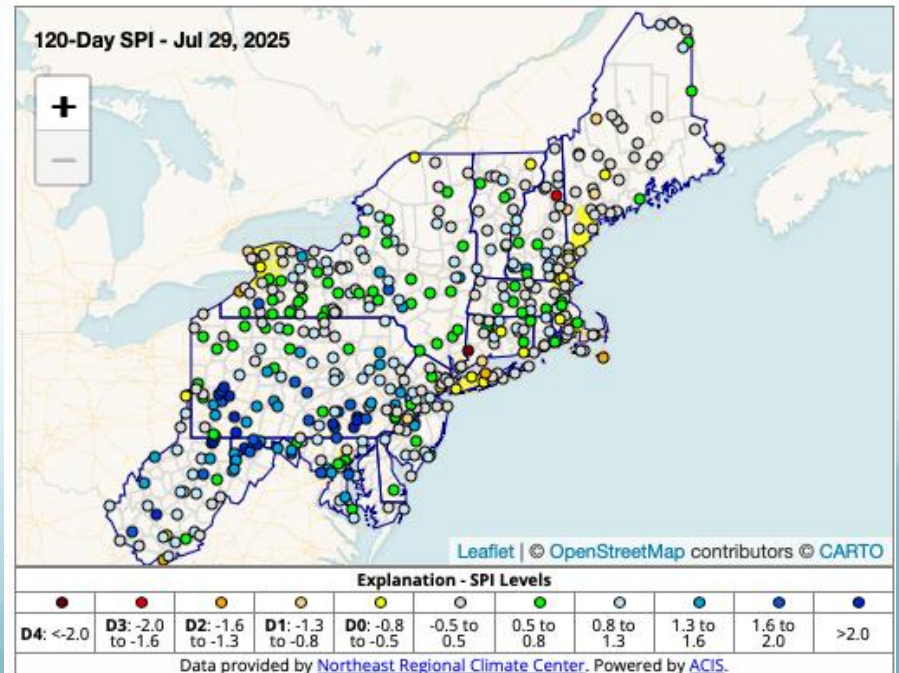 120-Day SPI - Jul 29, 2025
+
−
Leaflet | © OpenStreetMap contributors © CARTO
Explanation - SPI Levels
D4: <-2.0
D3: -2.0 to -1.6
D2: -1.6 to -1.3
D1: -1.3 to -0.8
D0: -0.8 to -0.5
-0.5 to 0.5
0.5 to 0.8
0.8 to 1.3
1.3 to 1.6
1.6 to 2.0
>2.0
Data provided by Northeast Regional Climate Center. Powered by ACIS.